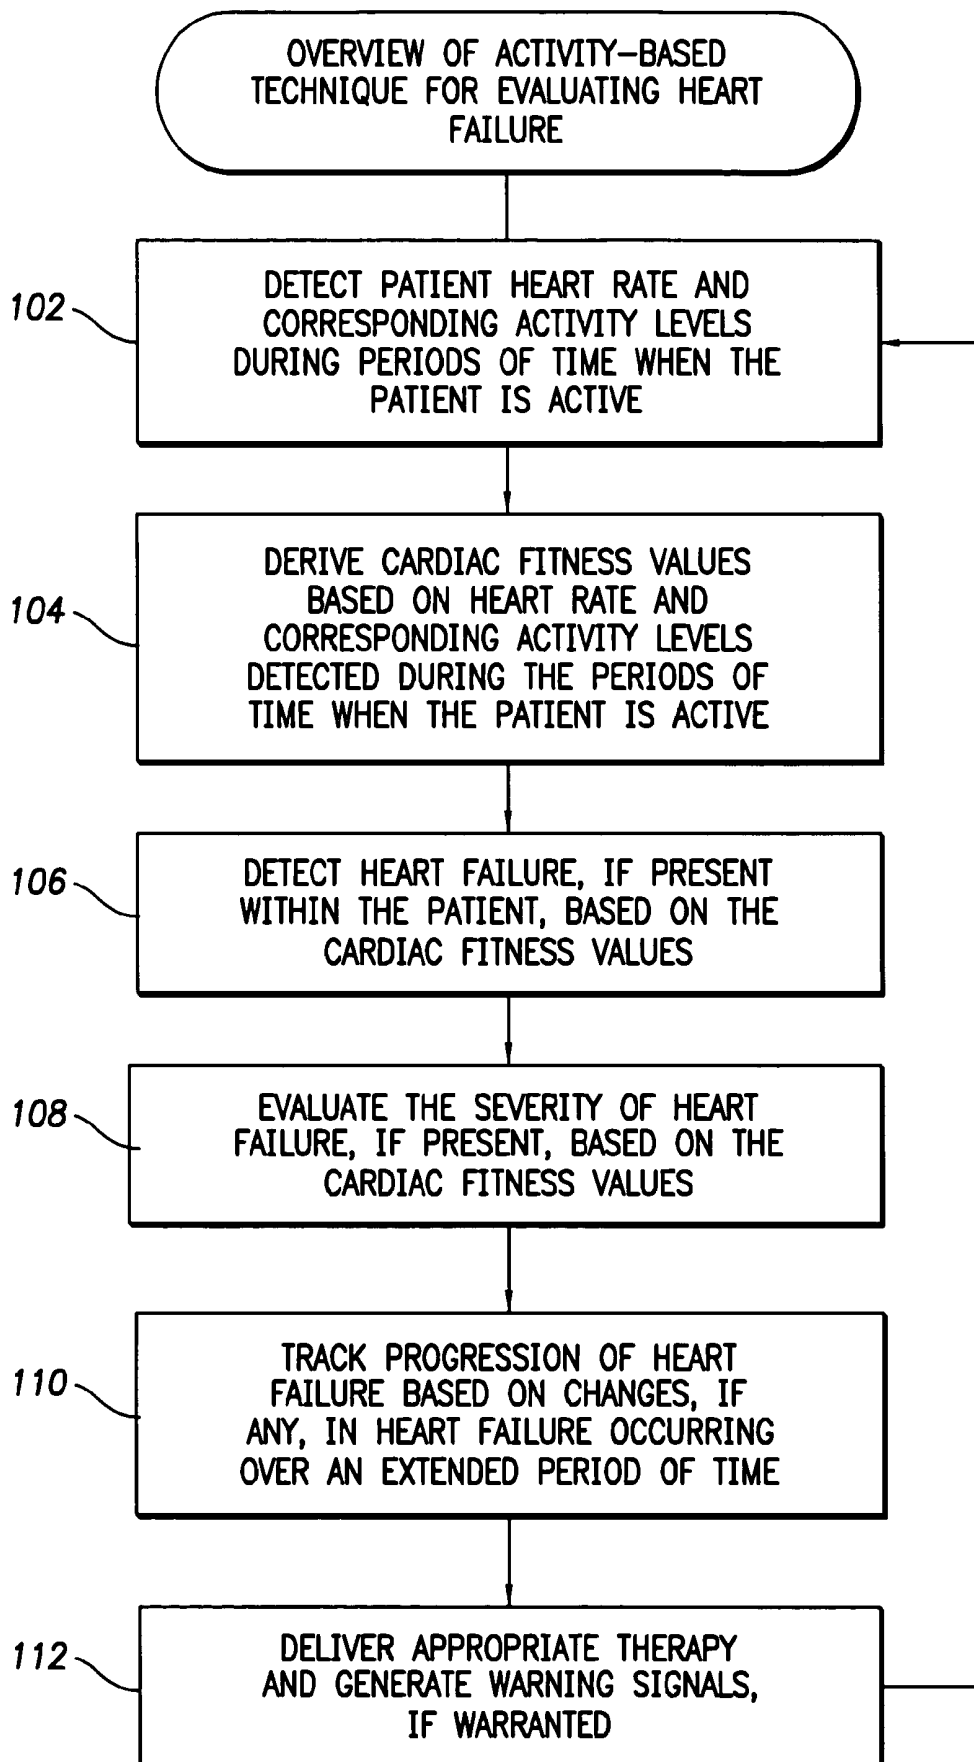 OVERVIEW OF ACTIVITY-BASED
TECHNIQUE FOR EVALUATING HEART
FAILURE
102
DETECT PATIENT HEART RATE AND
CORRESPONDING ACTIVITY LEVELS
DURING PERIODS OF TIME WHEN THE
PATIENT IS ACTIVE
104
DERIVE CARDIAC FITNESS VALUES
BASED ON HEART RATE AND
CORRESPONDING ACTIVITY LEVELS
DETECTED DURING THE PERIODS OF
TIME WHEN THE PATIENT IS ACTIVE
106
DETECT HEART FAILURE, IF PRESENT
WITHIN THE PATIENT, BASED ON THE
CARDIAC FITNESS VALUES
108
EVALUATE THE SEVERITY OF HEART
FAILURE, IF PRESENT, BASED ON THE
CARDIAC FITNESS VALUES
110
TRACK PROGRESSION OF HEART
FAILURE BASED ON CHANGES, IF
ANY, IN HEART FAILURE OCCURRING
OVER AN EXTENDED PERIOD OF TIME
112
DELIVER APPROPRIATE THERAPY
AND GENERATE WARNING SIGNALS,
IF WARRANTED